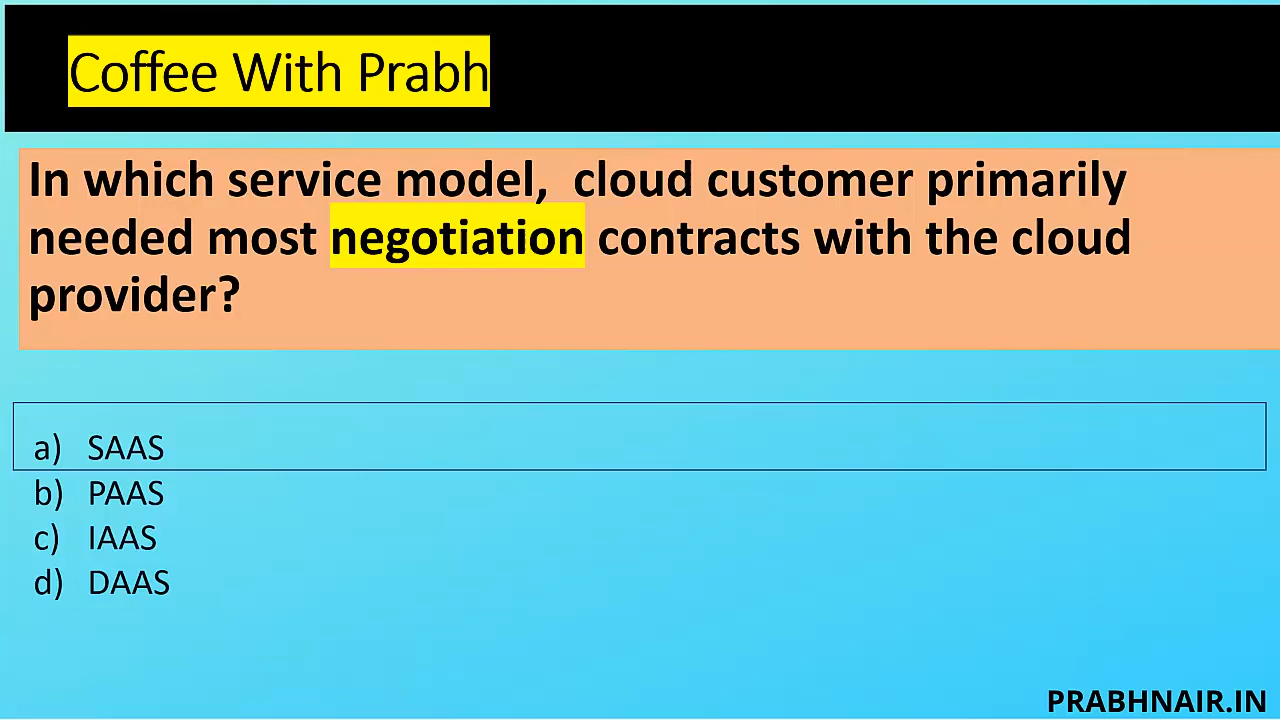 Coffee With Prabh
In which service model, cloud customer primarily
needed most negotiation contracts with the cloud
provider?
a) SAAS
b) PAAS
c) IAAS
d) DAAS
PRABHNAIR.IN